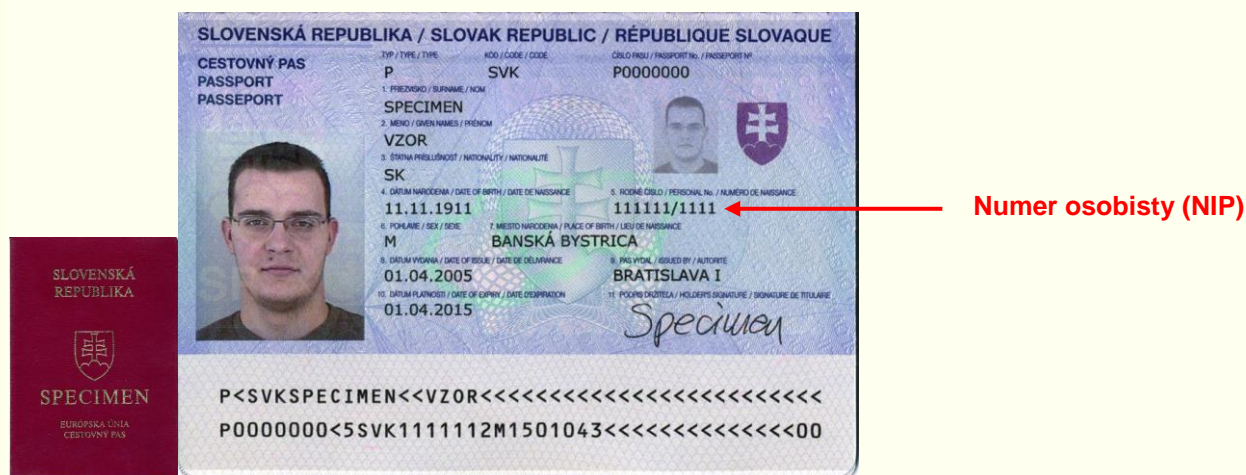 SLOVENSKÁ REPUBLIKA / SLOVAK REPUBLIC / RÉPUBLIQUE SLOVAQUE
CESTOVNÝ PAS
PASSPORT
PASSEPORT
TYP / TYPE / TYPE KÓD / CODE / CODE ČÍSLO PASU / PASSPORT No. / PASSEPORT Nº
P SVK P0000000
1. PRIEZVISKO / SURNAME / NOM
SPECIMEN
2. MENO / GIVEN NAMES / PRÉNOM
VZOR
3. ŠTÁTNA PRÍSLUŠNOSŤ / NATIONALITY / NATIONALITÉ
SK
4. DÁTUM NARODENIA / DATE OF BIRTH / DATE DE NAISSANCE 5. RODNÉ ČÍSLO / PERSONAL No. / NUMÉRO DE NAISSANCE
11.11.1911 111111/1111
Numer osobisty (NIP)
6. POHLAVIE / SEX / SEXE 7. MIESTO NARODENIA / PLACE OF BIRTH / LIEU DE NAISSANCE
M BANSKÁ BYSTRICA
8. DÁTUM VYDANIA / DATE OF ISSUE / DATE DE DÉLIVRANCE 9. PAS VYDAL / ISSUED BY / AUTORITÉ
01.04.2005 BRATISLAVA I
10. DÁTUM PLATNOSTI / DATE OF EXPIRY / DATE D'EXPIRATION 11. PODPIS DRŽITEĽA / HOLDER'S SIGNATURE / SIGNATURE DE TITULAIRE
01.04.2015
Specimen
P<SVKSPECIMEN<<VZOR<<<<<<<<<<<<<<<<<<<<<<<<<
P0000000<5SVK1111112M1501043<<<<<<<<<<<<<<00
SLOVENSKÁ
REPUBLIKA
SPECIMEN
EURÓPSKA ÚNIA
CESTOVNÝ PAS